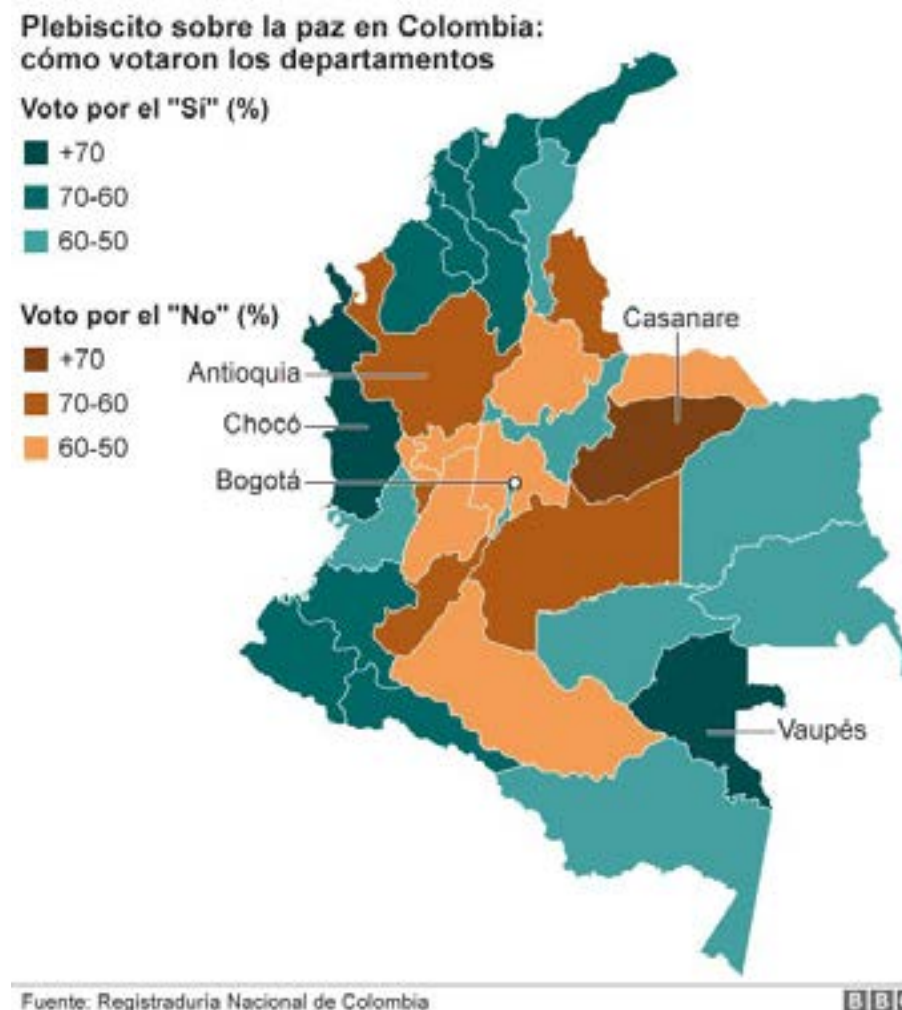 Plebiscito sobre la paz en Colombia:
cómo votaron los departamentos
Voto por el "Sí" (%)
+70
70-60
60-50
Voto por el "No" (%)
+70
70-60
60-50
Casanare
Antioquia
Chocó
Bogotá
Vaupés
Fuente: Registraduría Nacional de Colombia
BBC